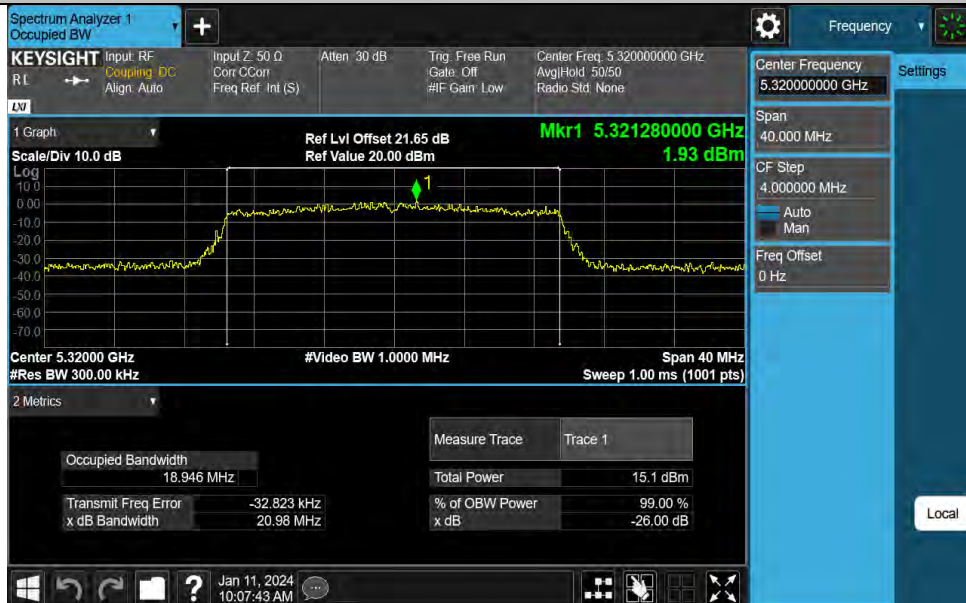 Spectrum Analyzer 1
Occupied BW
+
Frequency
KEYSIGHT
Input: RF
Coupling: DC
Align: Auto
Input Z: 50 Ω
Corr CCorr
Freq Ref: Int (S)
Atten: 30 dB
Trig: Free Run
Gate: Off
#IF Gain: Low
Center Freq: 5.320000000 GHz
Avg|Hold: 50/50
Radio Std: None
LXI
Center Frequency
5.320000000 GHz
Settings
Span
40.000 MHz
CF Step
4.000000 MHz
Auto
Man
Freq Offset
0 Hz
1 Graph
Ref Lvl Offset 21.65 dB
Mkr1 5.321280000 GHz
Scale/Div 10.0 dB
Ref Value 20.00 dBm
1.93 dBm
Log
10.0
0.00
-10.0
-20.0
-30.0
-40.0
-50.0
-60.0
-70.0
1
Center 5.32000 GHz
#Video BW 1.0000 MHz
Span 40 MHz
#Res BW 300.00 kHz
Sweep 1.00 ms (1001 pts)
2 Metrics
Measure Trace Trace 1
Occupied Bandwidth
18.946 MHz
Total Power 15.1 dBm
Transmit Freq Error -32.823 kHz
% of OBW Power 99.00 %
x dB Bandwidth 20.98 MHz
x dB -26.00 dB
Local
?
Jan 11, 2024
10:07:43 AM